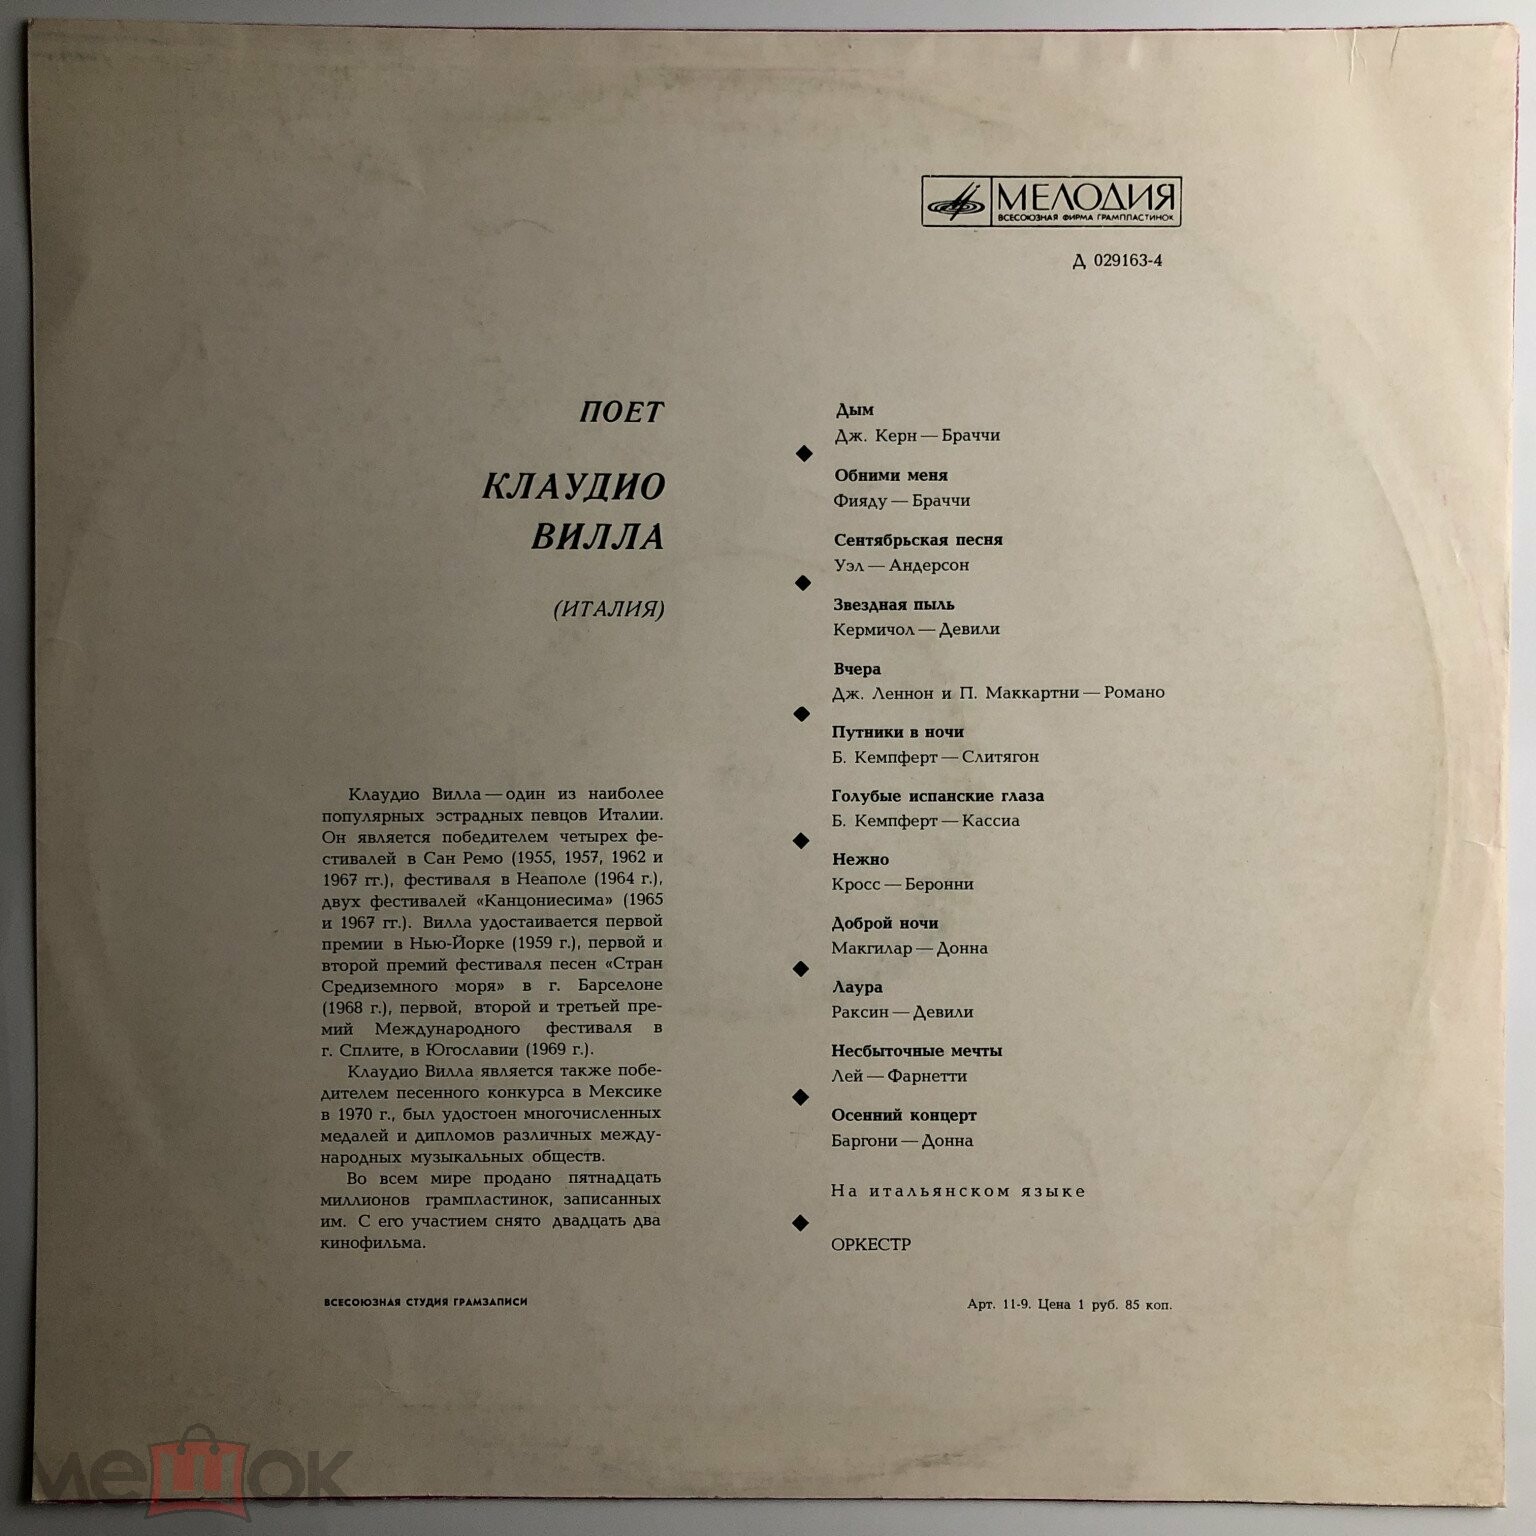 МЕЛОДИЯ
ВСЕСОЮЗНАЯ ФИРМА ГРАМПЛАСТИНОК
Д 029163-4
ПОЕТ
КЛАУДИО
ВИЛЛА
(ИТАЛИЯ)
Клаудио Вилла — один из наиболее
популярных эстрадных певцов Италии.
Он является победителем четырех фе-
стивалей в Сан Ремо (1955, 1957, 1962 и
1967 гг.), фестиваля в Неаполе (1964 г.),
двух фестивалей «Канцониесима» (1965
и 1967 гг.). Вилла удостаивается первой
премии в Нью-Йорке (1959 г.), первой и
второй премий фестиваля песен «Стран
Средиземного моря» в г. Барселоне
(1968 г.), первой, второй и третьей пре-
мий Международного фестиваля в
г. Сплите, в Югославии (1969 г.).
Клаудио Вилла является также побе-
дителем песенного конкурса в Мексике
в 1970 г., был удостоен многочисленных
медалей и дипломов различных между-
народных музыкальных обществ.
Во всем мире продано пятнадцать
миллионов грампластинок, записанных
им. С его участием снято двадцать два
кинофильма.
ВСЕСОЮЗНАЯ СТУДИЯ ГРАМЗАПИСИ
Дым
Дж. Керн — Браччи
Обними меня
Фияду — Браччи
Сентябрьская песня
Уэл — Андерсон
Звездная пыль
Кермичол — Девили
Вчера
Дж. Леннон и П. Маккартни — Романо
Путники в ночи
Б. Кемпферт — Слитягон
Голубые испанские глаза
Б. Кемпферт — Кассиа
Нежно
Кросс — Беронни
Доброй ночи
Макгилар — Донна
Лаура
Раксин — Девили
Несбыточные мечты
Лей — Фарнетти
Осенний концерт
Баргони — Донна
На итальянском языке
ОРКЕСТР
Арт. 11-9. Цена 1 руб. 85 коп.
мешок